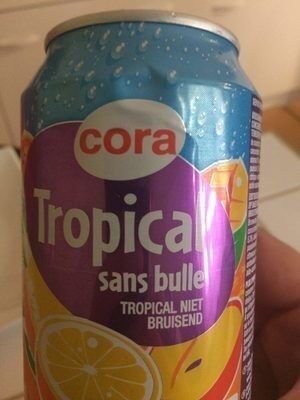 cora
Tropical
sans bulle
TROPICAL NIET
BRUISEND